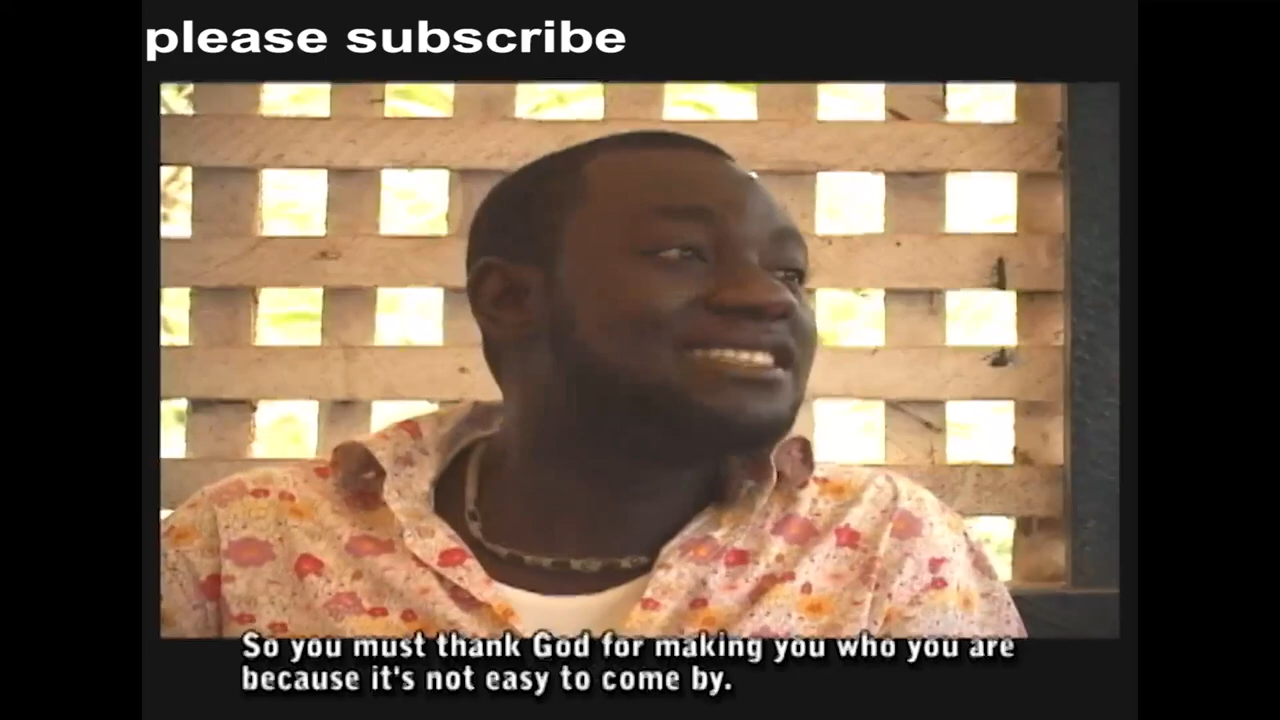 please subscribe
So you must thank God for making you who you are
because it's not easy to come by.